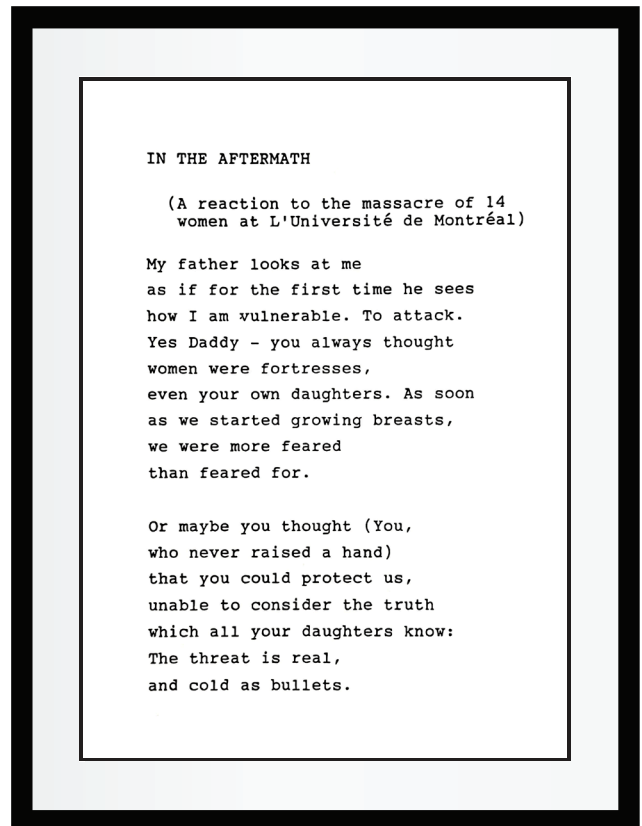 IN THE AFTERMATH
(A reaction to the massacre of 14
women at L'Université de Montréal)
My father looks at me
as if for the first time he sees
how I am vulnerable. To attack.
Yes Daddy - you always thought
women were fortresses,
even your own daughters. As soon
as we started growing breasts,
we were more feared
than feared for.
Or maybe you thought (You,
who never raised a hand)
that you could protect us,
unable to consider the truth
which all your daughters know:
The threat is real,
and cold as bullets.